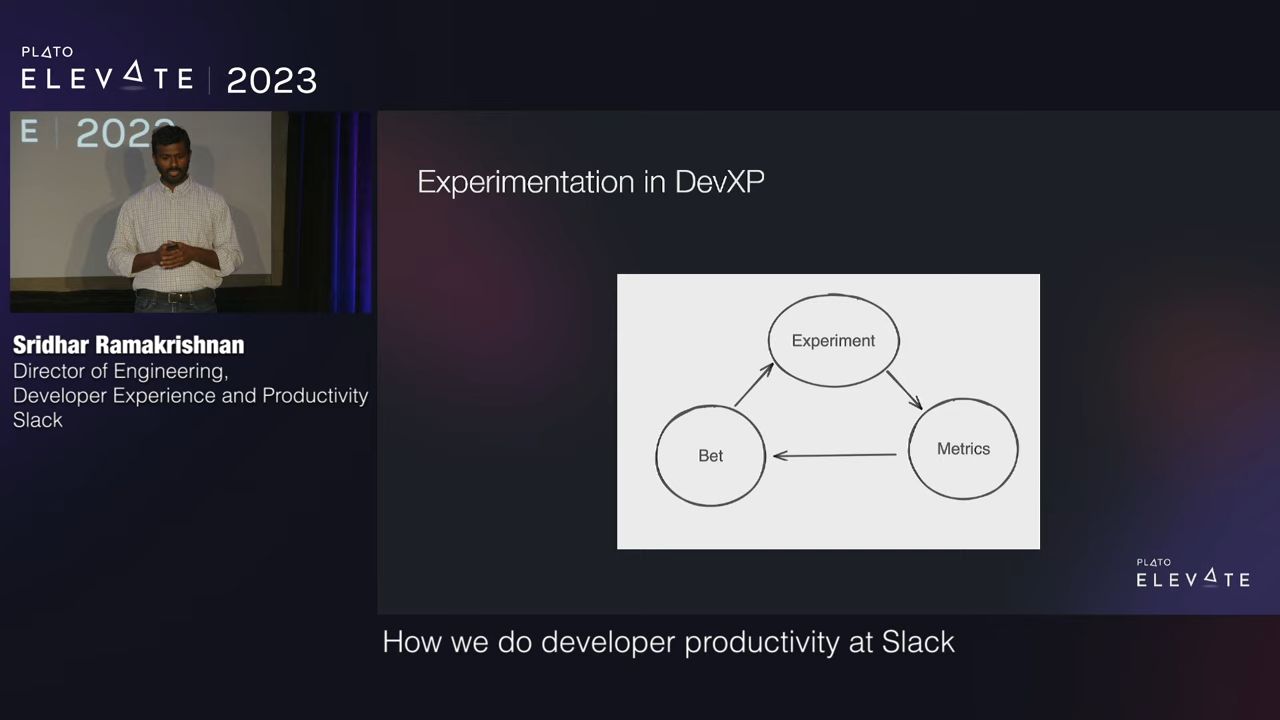 PLATO
ELEVATE | 2023
E | 2023
Sridhar Ramakrishnan
Director of Engineering,
Developer Experience and Productivity
Slack
Experimentation in DevXP
Experiment
Bet
Metrics
PLATO
ELEVATE
How we do developer productivity at Slack